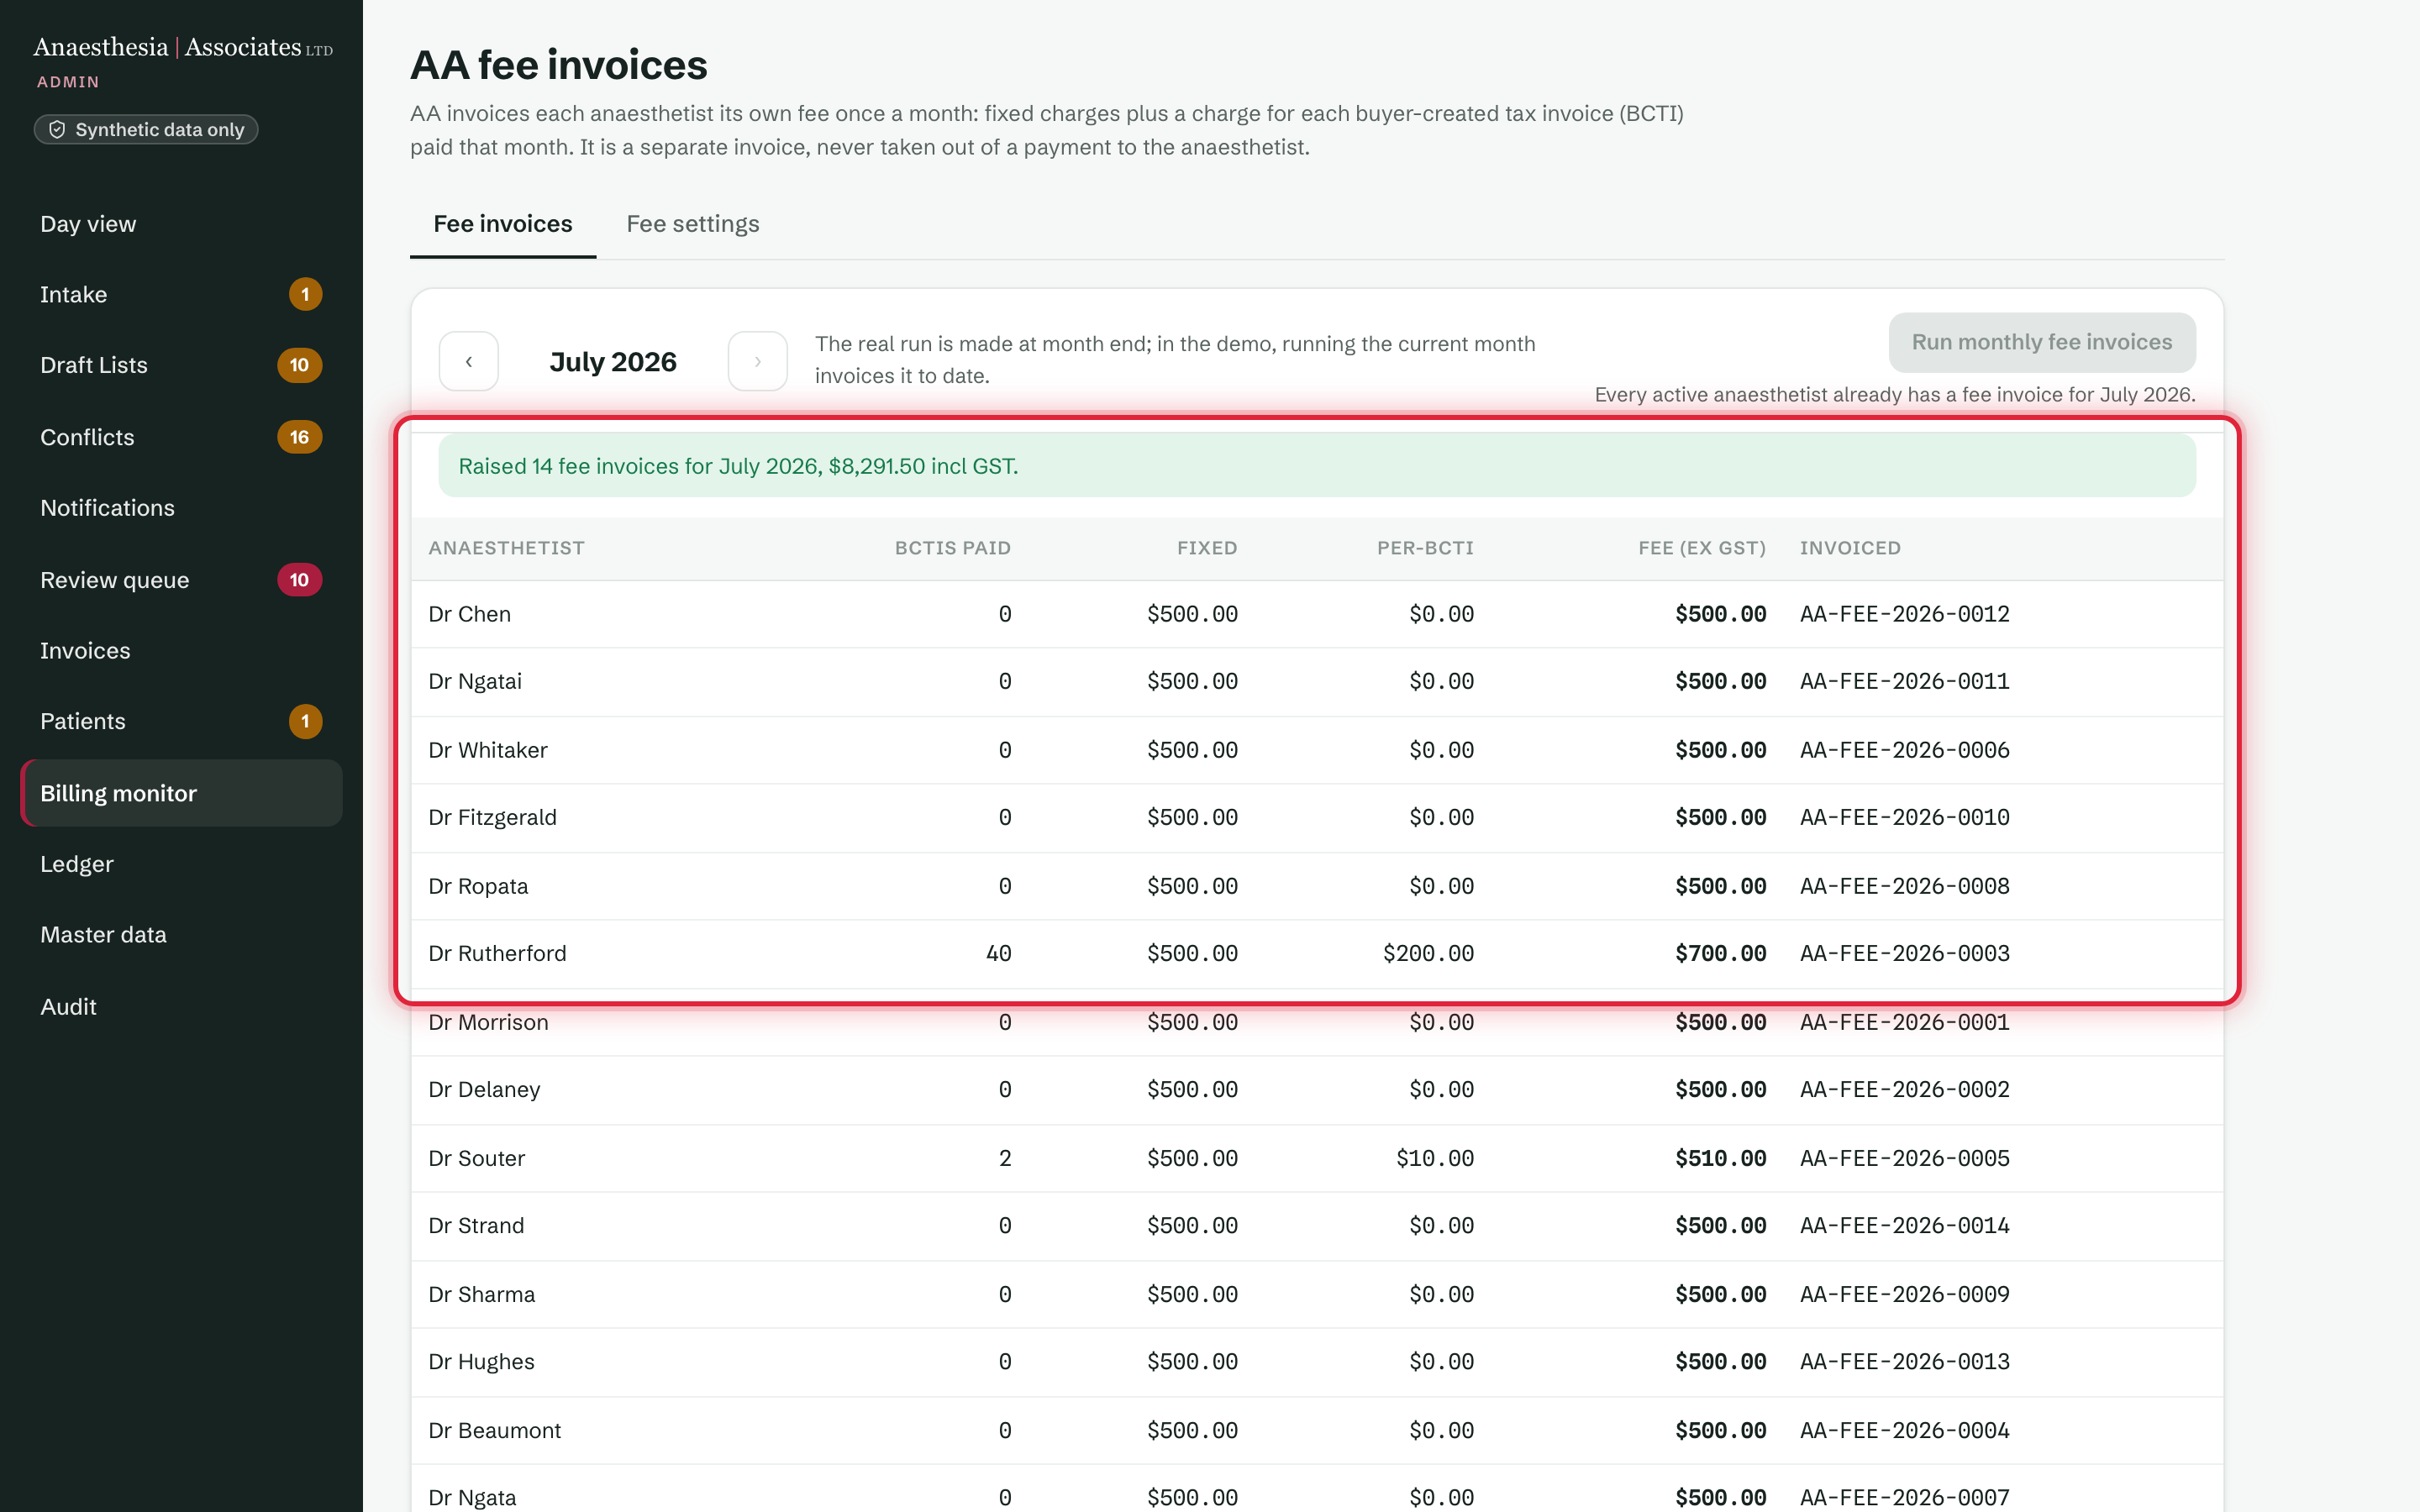 Anaesthesia | Associates LTD
ADMIN
Synthetic data only
Day view
Intake 1
Draft Lists 10
Conflicts 16
Notifications
Review queue 10
Invoices
Patients 1
Billing monitor
Ledger
Master data
Audit
AA fee invoices
AA invoices each anaesthetist its own fee once a month: fixed charges plus a charge for each buyer-created tax invoice (BCTI)
paid that month. It is a separate invoice, never taken out of a payment to the anaesthetist.
Fee invoices Fee settings
‹ July 2026 ›
The real run is made at month end; in the demo, running the current month
invoices it to date.
Run monthly fee invoices
Every active anaesthetist already has a fee invoice for July 2026.
Raised 14 fee invoices for July 2026, $8,291.50 incl GST.
ANAESTHETIST BCTIS PAID FIXED PER-BCTI FEE (EX GST) INVOICED
Dr Chen 0 $500.00 $0.00 $500.00 AA-FEE-2026-0012
Dr Ngatai 0 $500.00 $0.00 $500.00 AA-FEE-2026-0011
Dr Whitaker 0 $500.00 $0.00 $500.00 AA-FEE-2026-0006
Dr Fitzgerald 0 $500.00 $0.00 $500.00 AA-FEE-2026-0010
Dr Ropata 0 $500.00 $0.00 $500.00 AA-FEE-2026-0008
Dr Rutherford 40 $500.00 $200.00 $700.00 AA-FEE-2026-0003
Dr Morrison 0 $500.00 $0.00 $500.00 AA-FEE-2026-0001
Dr Delaney 0 $500.00 $0.00 $500.00 AA-FEE-2026-0002
Dr Souter 2 $500.00 $10.00 $510.00 AA-FEE-2026-0005
Dr Strand 0 $500.00 $0.00 $500.00 AA-FEE-2026-0014
Dr Sharma 0 $500.00 $0.00 $500.00 AA-FEE-2026-0009
Dr Hughes 0 $500.00 $0.00 $500.00 AA-FEE-2026-0013
Dr Beaumont 0 $500.00 $0.00 $500.00 AA-FEE-2026-0004
Dr Ngata 0 $500.00 $0.00 $500.00 AA-FEE-2026-0007